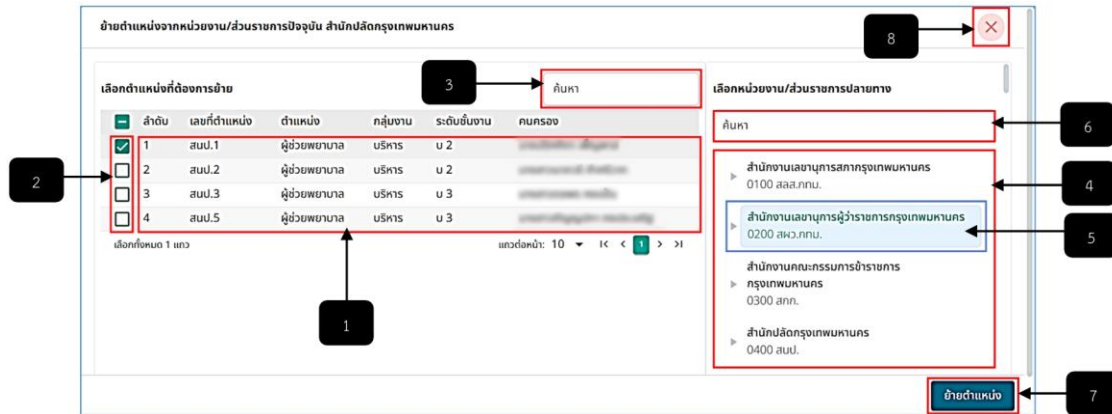 ย้ายตำแหน่งจากหน่วยงาน/ส่วนราชการปัจจุบัน สำนักปลัดกรุงเทพมหานคร
8
เลือกตำแหน่งที่ต้องการย้าย
3
ค้นหา
เลือกหน่วยงาน/ส่วนราชการปลายทาง
ค้นหา
6
ลำดับ เลขที่ตำแหน่ง ตำแหน่ง กลุ่มงาน ระดับชั้นงาน คนครอง
1 สนป.1 ผู้ช่วยพยาบาล บริหาร บ 2
2 สนป.2 ผู้ช่วยพยาบาล บริหาร บ 2
3 สนป.3 ผู้ช่วยพยาบาล บริหาร บ 3
4 สนป.5 ผู้ช่วยพยาบาล บริหาร บ 3
2
เลือกทั้งหมด 1 แถว
แถวต่อหน้า: 10 1
1
สำนักงานเลขานุการสภากรุงเทพมหานคร
0100 สลส.กทม.
4
สำนักงานเลขานุการผู้ว่าราชการกรุงเทพมหานคร
0200 สผว.กทม.
5
สำนักงานคณะกรรมการข้าราชการ
กรุงเทพมหานคร
0300 สกก.
สำนักปลัดกรุงเทพมหานคร
0400 สนป.
ย้ายตำแหน่ง
7